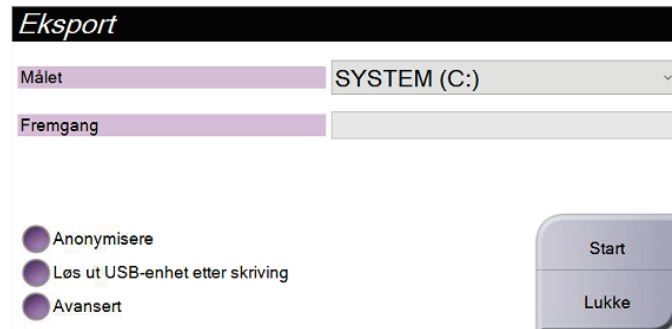 Eksport
Målet
SYSTEM (C:)
Fremgang
Anonymisere
Løs ut USB-enhet etter skriving
Avansert
Start
Lukke